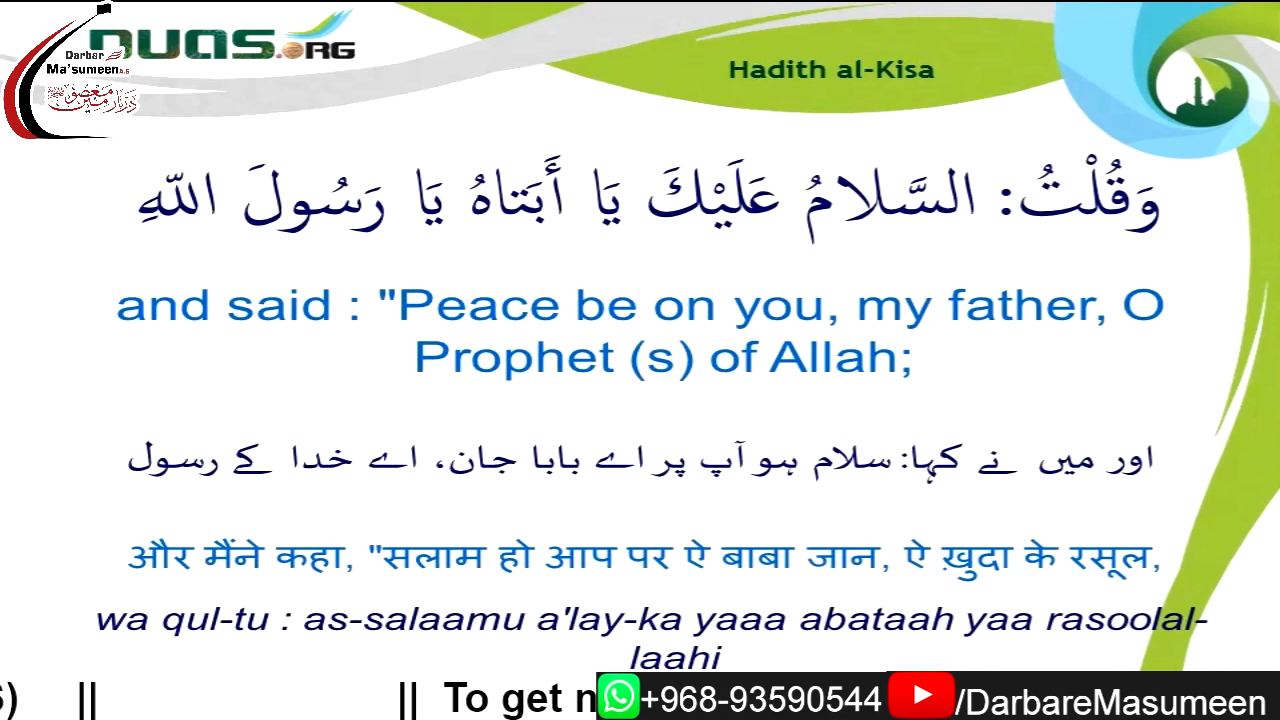 DUAS.ORG
Darbar
Ma'sumeen A.S
Hadith al-Kisa
وَقُلْتُ: السَّلامُ عَلَيْكَ يَا أَبَتاهُ يَا رَسُولَ اللّهِ
and said : "Peace be on you, my father, O
Prophet (s) of Allah;
اور میں نے کہا: سلام ہو آپ پر اے بابا جان، اے خدا کے رسول
और मैंने कहा, "सलाम हो आप पर ऐ बाबा जान, ऐ ख़ुदा के रसूल,
wa qul-tu : as-salaamu a'lay-ka yaaa abataah yaa rasoolal-
laahi
) || || To get +968-93590544 /DarbareMasumeen